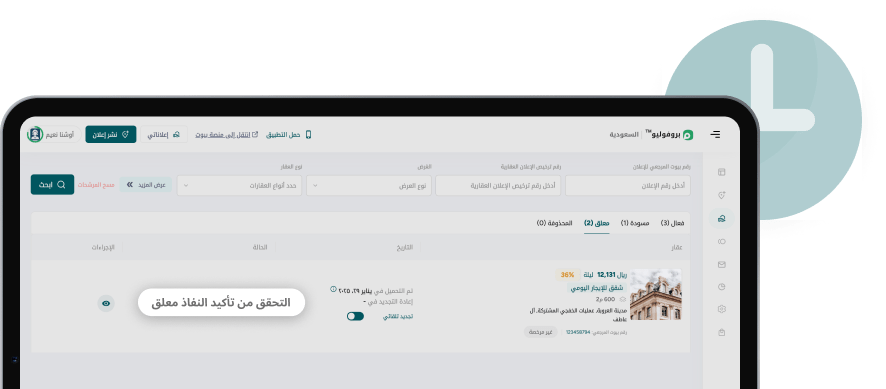 بروفوليو™ السعودية
حمل التطبيق
انتقل إلى منصة بيوت
إعلاناتي
نشر إعلان
أوشنا نعيم
رقم بيوت المرجعي للإعلان
رقم ترخيص الإعلان العقارية
الغرض
نوع العقار
أدخل رقم الإعلان
أدخل رقم ترخيص الإعلان العقارية
نوع الغرض
حدد أنواع العقارات
عرض المزيد
مسح المرشحات
ابحث
فعال (3)
مسودة (1)
معلق (2)
المحذوفة (0)
عقار
التاريخ
الحالة
الإجراءات
ريال 12,131 ليلة
36%
شقق للإيجار اليومي
600 م2
مدينة العروبة، عمليات الخفجي المشتركة، آل
عاطف
رقم بيوت المرجعي: 123459794
غير مرخصة
تم التحميل في يناير ٢٩، ٢٠٢٥
إعادة التجديد في -
تجديد تلقائي
التحقق من تأكيد النفاذ معلق